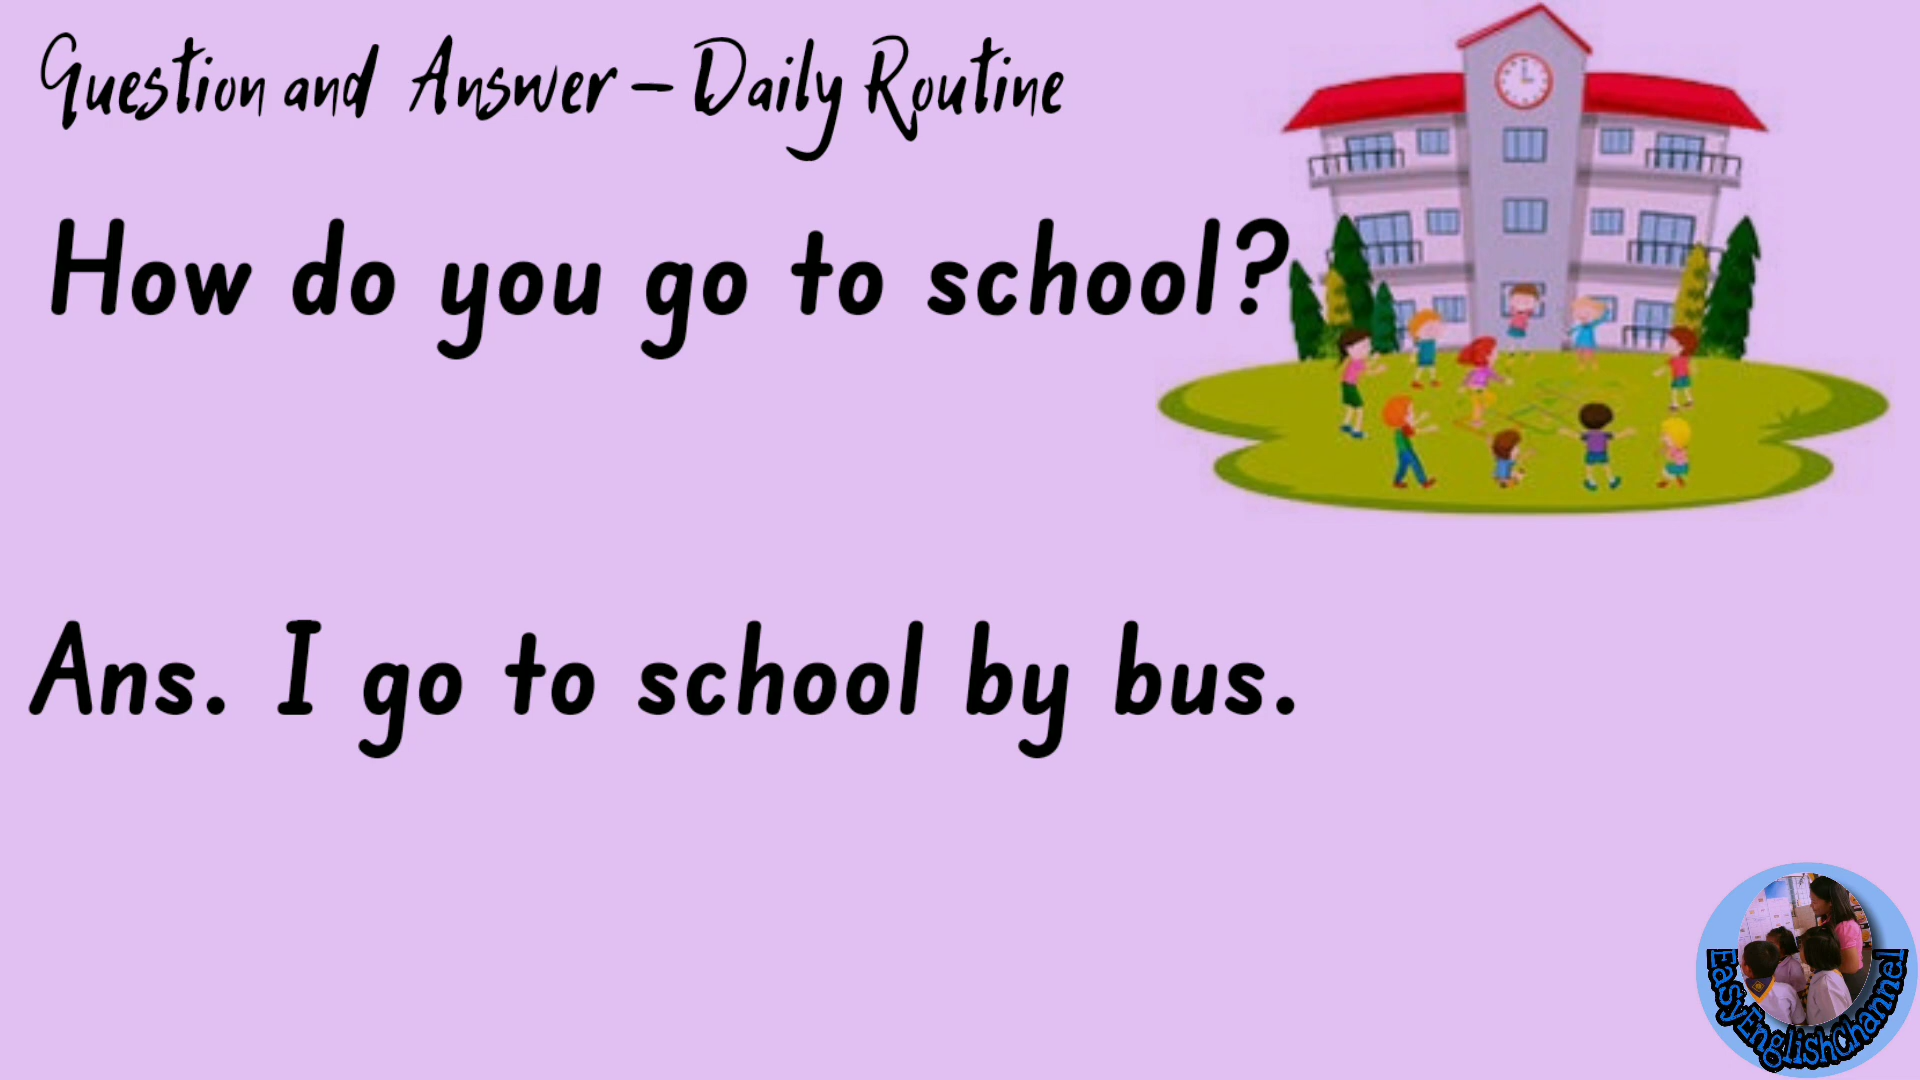 Question and Answer – Daily Routine
How do you go to school?
Ans. I go to school by bus.
EasyEnglishChannel